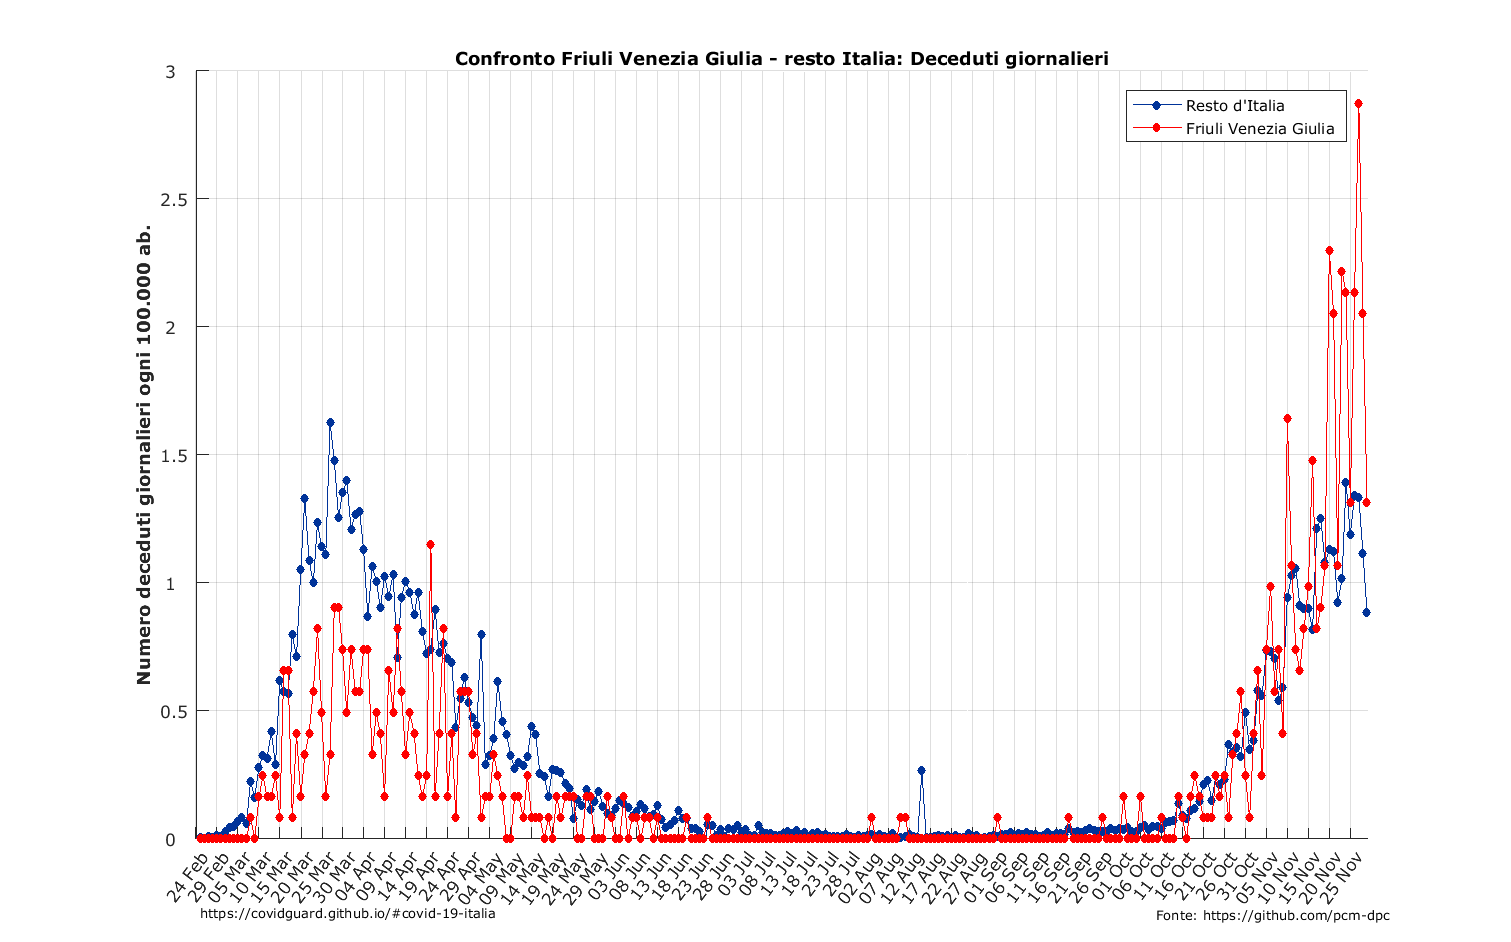 Confronto Friuli Venezia Giulia - resto Italia: Deceduti giornalieri
Resto d'Italia
Friuli Venezia Giulia
Numero deceduti giornalieri ogni 100.000 ab.
3
2.5
2
1.5
1
0.5
0
24 Feb
29 Feb
05 Mar
10 Mar
15 Mar
20 Mar
25 Mar
30 Mar
04 Apr
09 Apr
14 Apr
19 Apr
24 Apr
29 Apr
04 May
09 May
14 May
19 May
24 May
29 May
03 Jun
08 Jun
13 Jun
18 Jun
23 Jun
28 Jun
03 Jul
08 Jul
13 Jul
18 Jul
23 Jul
28 Jul
02 Aug
07 Aug
12 Aug
17 Aug
22 Aug
27 Aug
01 Sep
06 Sep
11 Sep
16 Sep
21 Sep
26 Sep
01 Oct
06 Oct
11 Oct
16 Oct
21 Oct
26 Oct
31 Oct
05 Nov
10 Nov
15 Nov
20 Nov
25 Nov
https://covidguard.github.io/#covid-19-italia
Fonte: https://github.com/pcm-dpc